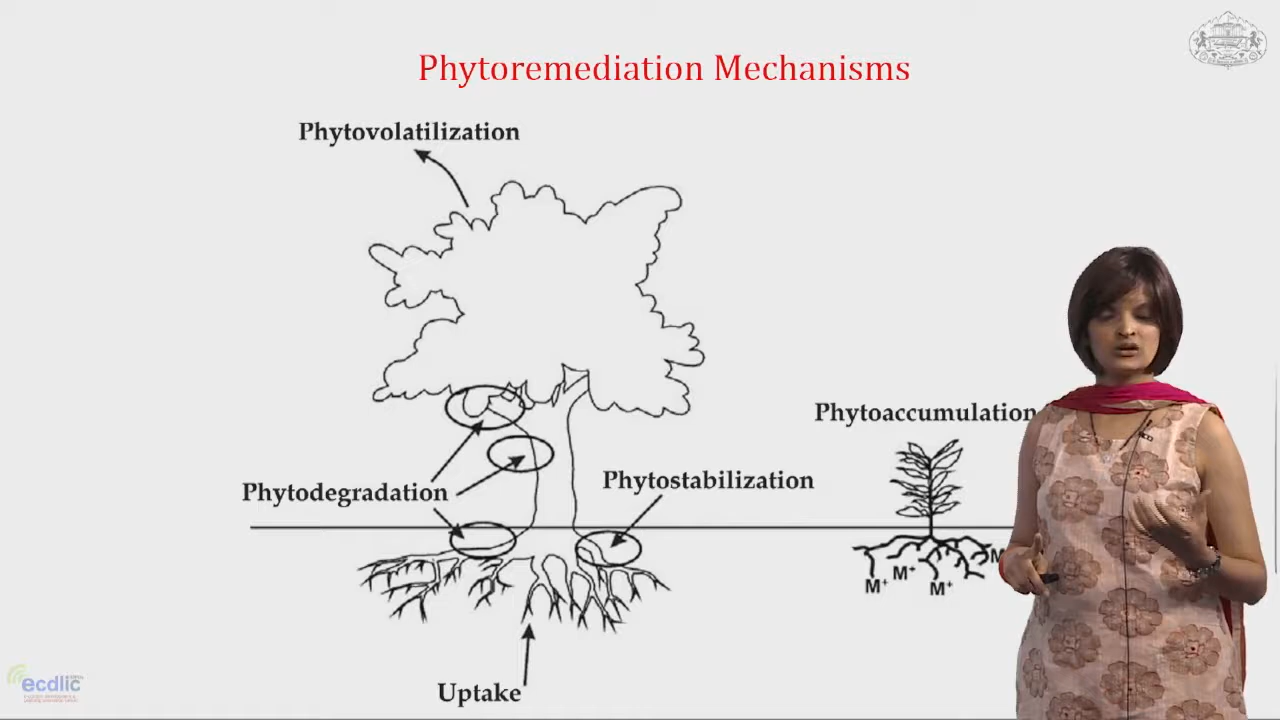 Phytoremediation Mechanisms
Phytovolatilization
Phytoaccumulation
Phytodegradation
Phytostabilization
M
M⁺
M⁺
M⁺
Uptake
ecdlic